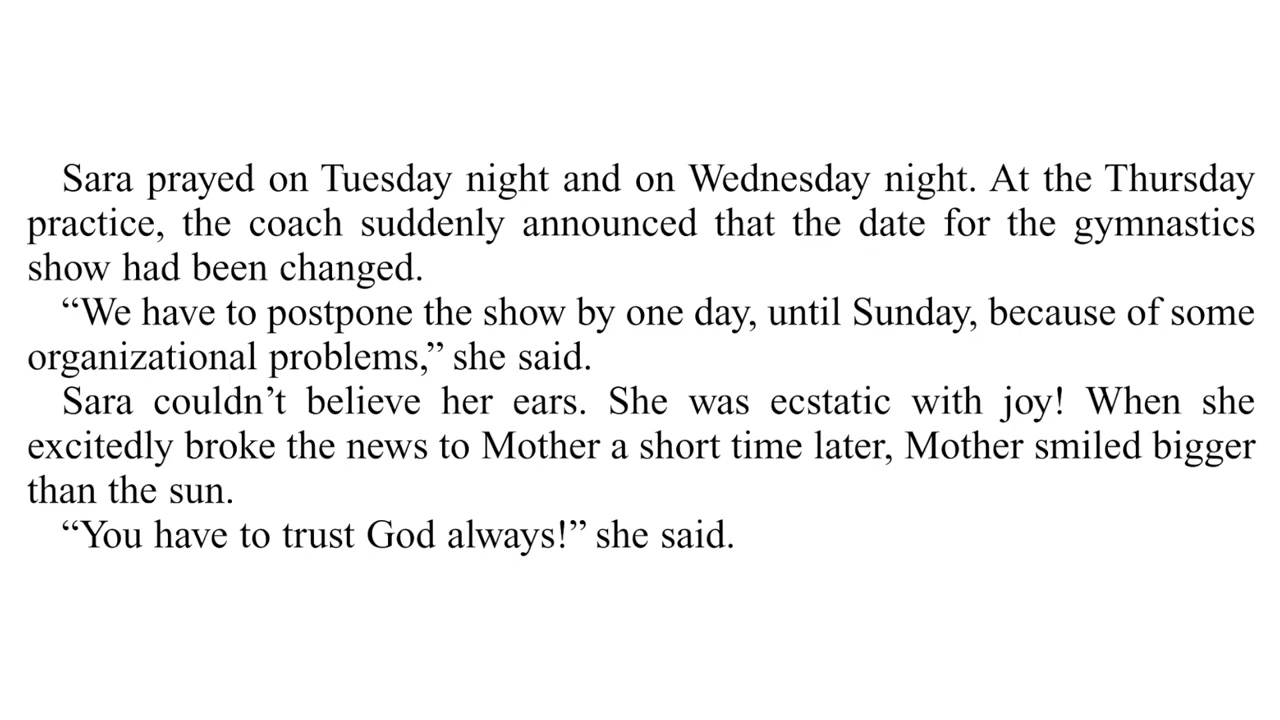 Sara prayed on Tuesday night and on Wednesday night. At the Thursday
practice, the coach suddenly announced that the date for the gymnastics
show had been changed.
“We have to postpone the show by one day, until Sunday, because of some
organizational problems,” she said.
Sara couldn’t believe her ears. She was ecstatic with joy! When she
excitedly broke the news to Mother a short time later, Mother smiled bigger
than the sun.
“You have to trust God always!” she said.